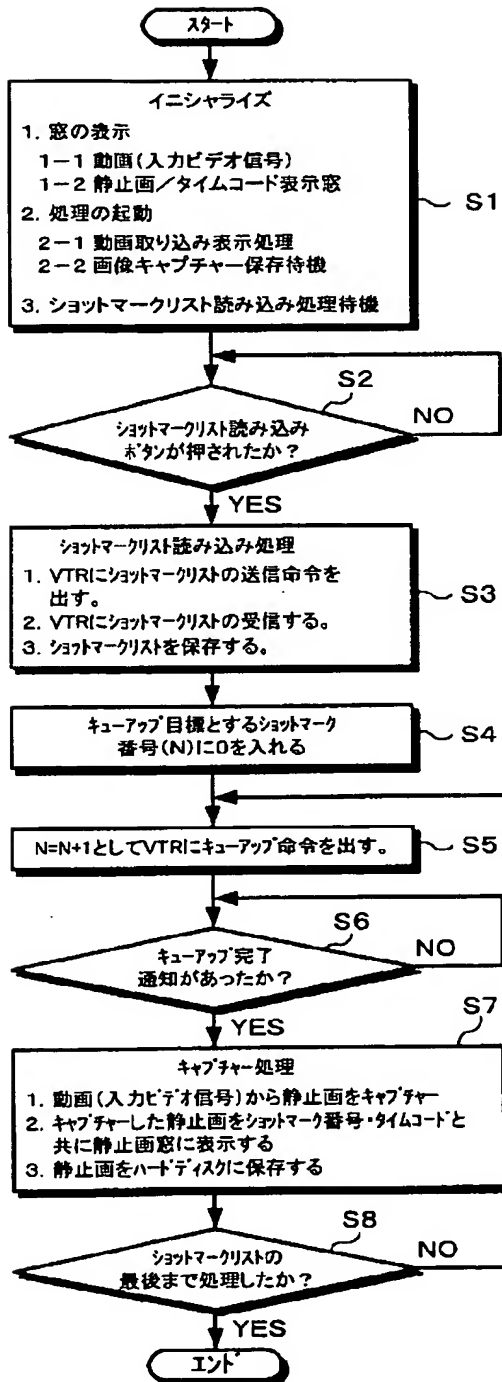 スタート
イニシャライズ
1. 窓の表示
1-1 動画(入力ビデオ信号)
1-2 静止画/タイムコード表示窓
2. 処理の起動
2-1 動画取り込み表示処理
2-2 画像キャプチャー保存待機
3. ショットマークリスト読み込み処理待機
S1
S2
ショットマークリスト読み込み
ボタンが押されたか?
NO
YES
ショットマークリスト読み込み処理
1. VTRにショットマークリストの送信命令を
出す。
2. VTRにショットマークリストの受信する。
3. ショットマークリストを保存する。
S3
キューアップ目標とするショットマーク
番号(N)に0を入れる
S4
N=N+1としてVTRにキューアップ命令を出す。
S5
S6
キューアップ完了
通知があったか?
NO
YES
S7
キャプチャー処理
1. 動画(入力ビデオ信号)から静止画をキャプチャー
2. キャプチャーした静止画をショットマーク番号・タイムコードと
共に静止画窓に表示する
3. 静止画をハードディスクに保存する
S8
ショットマークリストの
最後まで処理したか?
NO
YES
エンド